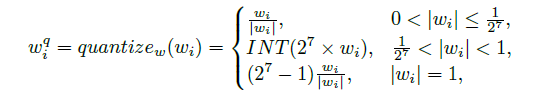 w_i^q = quantize_w(w_i) = { w_i/|w_i|, 0 < |w_i| ≤ 1/2^7,
INT(2^7 × w_i), 1/2^7 < |w_i| < 1,
(2^7 − 1) w_i/|w_i|, |w_i| = 1,